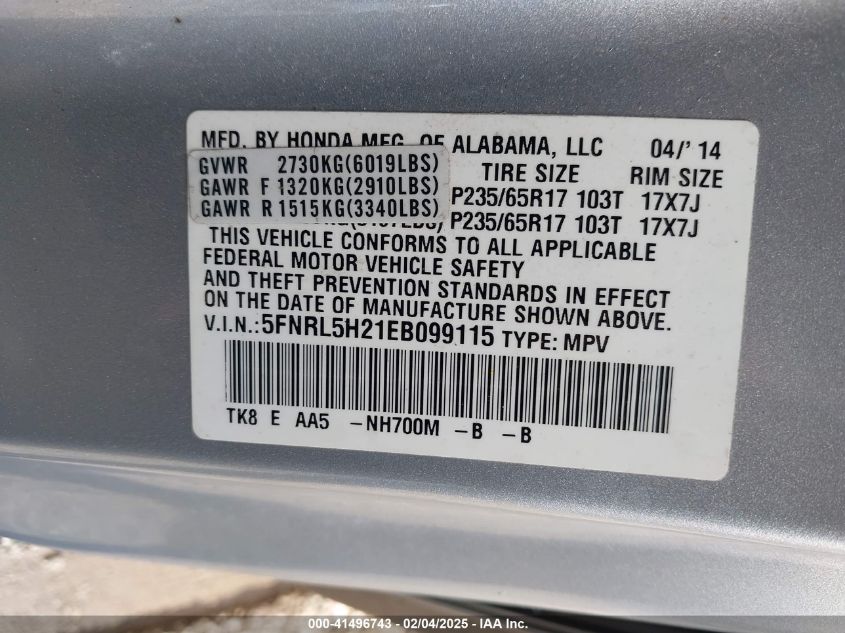 MFD. BY HONDA MFG. OF ALABAMA, LLC 04/'14
GVWR 2730KG(6019LBS) TIRE SIZE RIM SIZE
GAWR F 1320KG(2910LBS) P235/65R17 103T 17X7J
GAWR R 1515KG(3340LBS) P235/65R17 103T 17X7J
THIS VEHICLE CONFORMS TO ALL APPLICABLE
FEDERAL MOTOR VEHICLE SAFETY
AND THEFT PREVENTION STANDARDS IN EFFECT
ON THE DATE OF MANUFACTURE SHOWN ABOVE.
V.I.N.: 5FNRL5H21EB099115 TYPE: MPV
TK8 E AA5 -NH700M -B -B
000-41496743 - 02/04/2025 - IAA Inc.